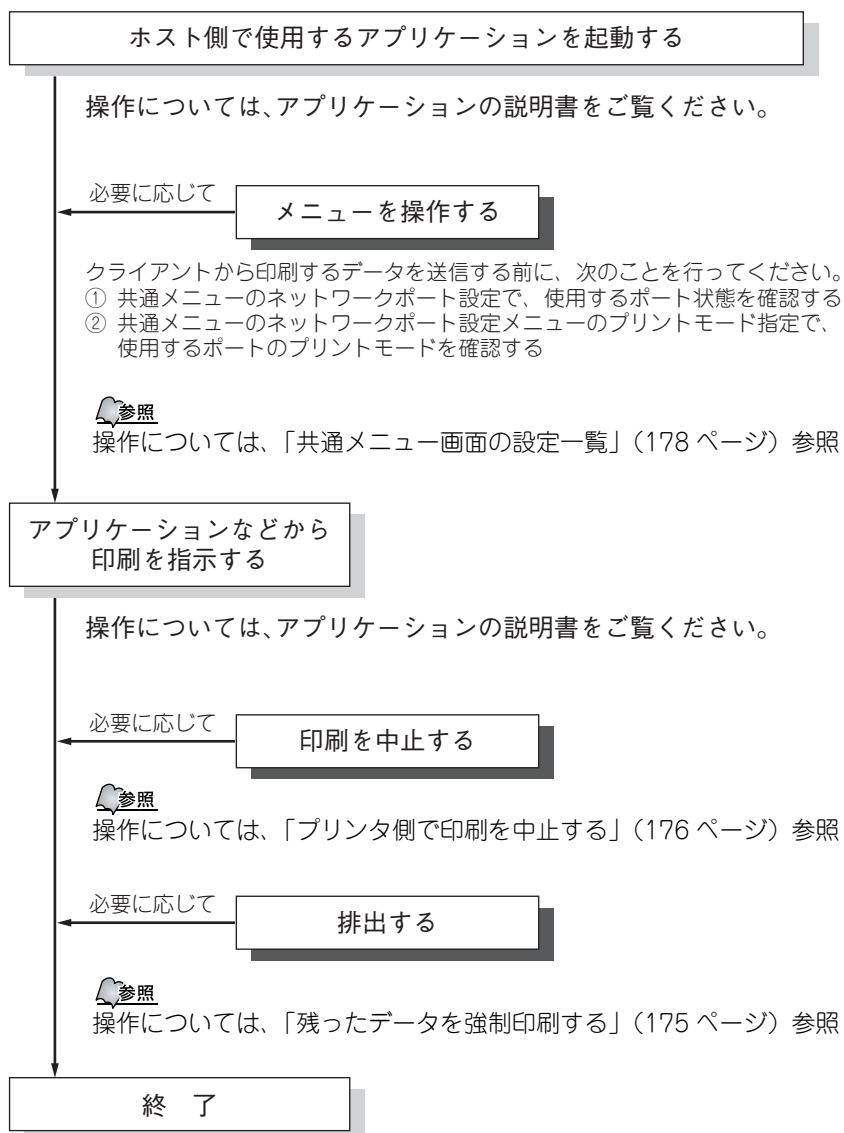 ホスト側で使用するアプリケーションを起動する
操作については、アプリケーションの説明書をご覧ください。
必要に応じて
メニューを操作する
クライアントから印刷するデータを送信する前に、次のことを行ってください。
① 共通メニューのネットワークポート設定で、使用するポート状態を確認する
② 共通メニューのネットワークポート設定メニューのプリントモード指定で、
使用するポートのプリントモードを確認する
参照
操作については、「共通メニュー画面の設定一覧」（178 ページ）参照
アプリケーションなどから
印刷を指示する
操作については、アプリケーションの説明書をご覧ください。
必要に応じて
印刷を中止する
参照
操作については、「プリンタ側で印刷を中止する」（176 ページ）参照
必要に応じて
排出する
参照
操作については、「残ったデータを強制印刷する」（175 ページ）参照
終　了